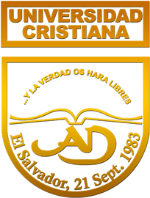 UNIVERSIDAD
CRISTIANA
...Y LA VERDAD OS HARA LIBRES
AD
El Salvador, 21 Sept. 1983